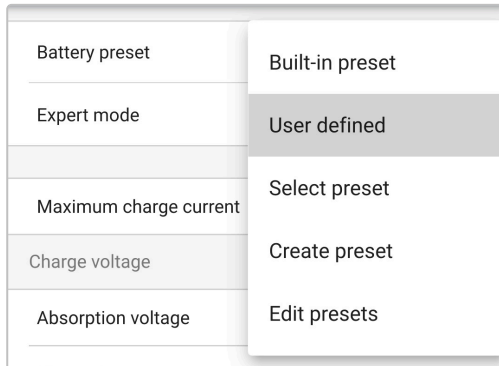 Battery preset
Expert mode
Maximum charge current
Charge voltage
Absorption voltage
Built-in preset
User defined
Select preset
Create preset
Edit presets